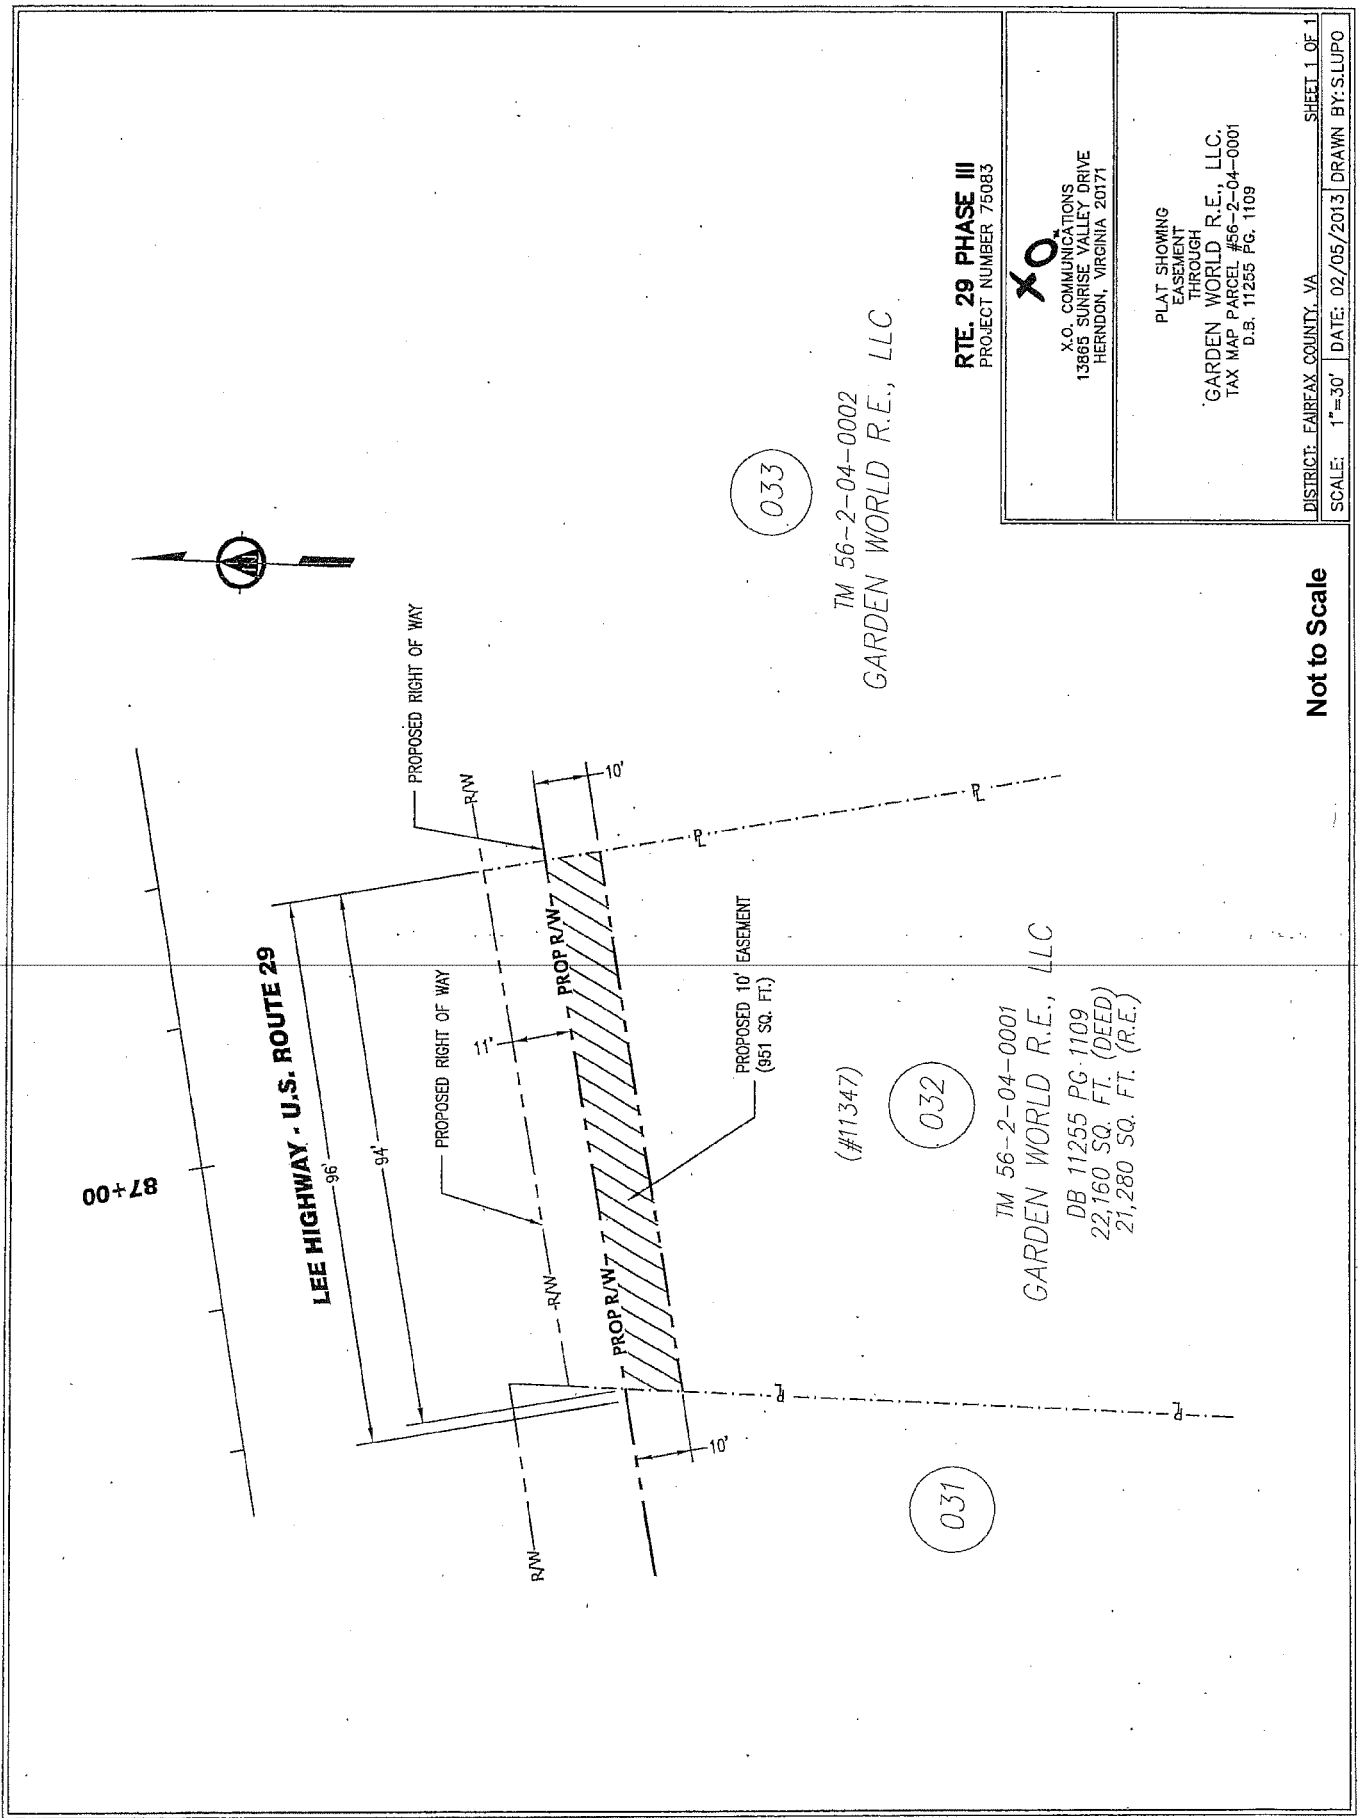 87+00
LEE HIGHWAY - U.S. ROUTE 29
96'
94'
PROPOSED RIGHT OF WAY
PROPOSED RIGHT OF WAY
R/W
R/W
R/W
11'
PROP R/W
PROP R/W
10'
10'
PROPOSED 10' EASEMENT
(951 SQ. FT.)
PL
PL
PL
PL
N
(#11347)
031
032
TM 56-2-04-0001
GARDEN WORLD R.E., LLC
DB 11255 PG 1109
22,160 SQ. FT. (DEED)
21,280 SQ. FT. (R.E.)
033
TM 56-2-04-0002
GARDEN WORLD R.E., LLC
RTE. 29 PHASE III
PROJECT NUMBER 75083
XO
X.O. COMMUNICATIONS
13865 SUNRISE VALLEY DRIVE
HERNDON, VIRGINIA 20171
PLAT SHOWING
EASEMENT
THROUGH
GARDEN WORLD R.E., LLC.
TAX MAP PARCEL #56-2-04-0001
D.B. 11255 PG. 1109
DISTRICT: FAIRFAX COUNTY, VA SHEET 1 OF 1
SCALE: 1"=30' DATE: 02/05/2013 DRAWN BY: S.LUPO
Not to Scale